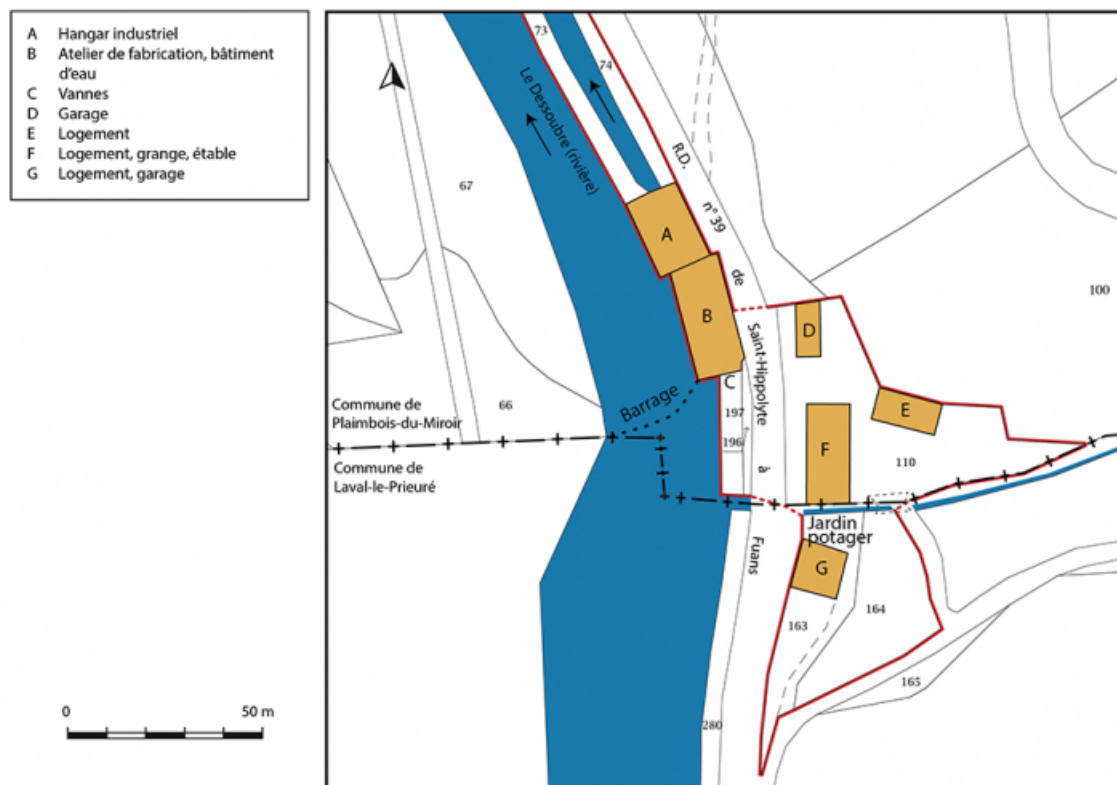 A Hangar industriel
B Atelier de fabrication, bâtiment
d'eau
C Vannes
D Garage
E Logement
F Logement, grange, étable
G Logement, garage
0 50 m
73
74
Le Dessoubre (rivière)
67
R.D.
n° 39
de
Saint-Hippolyte
à
Fuans
A
B
C
D
E
F
G
100
66
Barrage
197
196
110
Commune de
Plaimbois-du-Miroir
Commune de
Laval-le-Prieuré
Jardin
potager
163
164
165
280